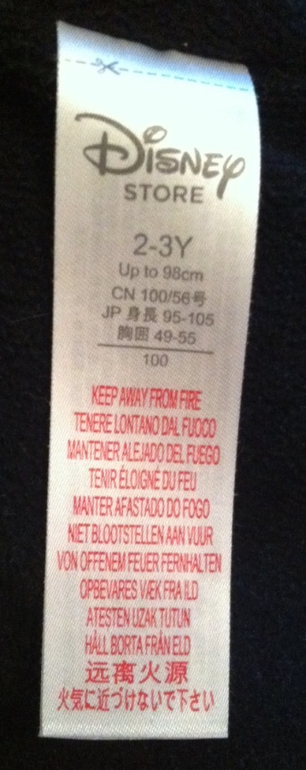 Disney
STORE
2-3Y
Up to 98cm
CN 100/56号
JP 身長 95-105
胸囲 49-55
100
KEEP AWAY FROM FIRE
TENERE LONTANO DAL FUOCO
MANTENER ALEJADO DEL FUEGO
TENIR ÉLOIGNÉ DU FEU
MANTER AFASTADO DO FOGO
NIET BLOOTSTELLEN AAN VUUR
VON OFFENEM FEUER FERNHALTEN
OPBEVARES VÆK FRA ILD
ATESTEN UZAK TUTUN
HÅLL BORTA FRÅN ELD
远离火源
火気に近づけないで下さい